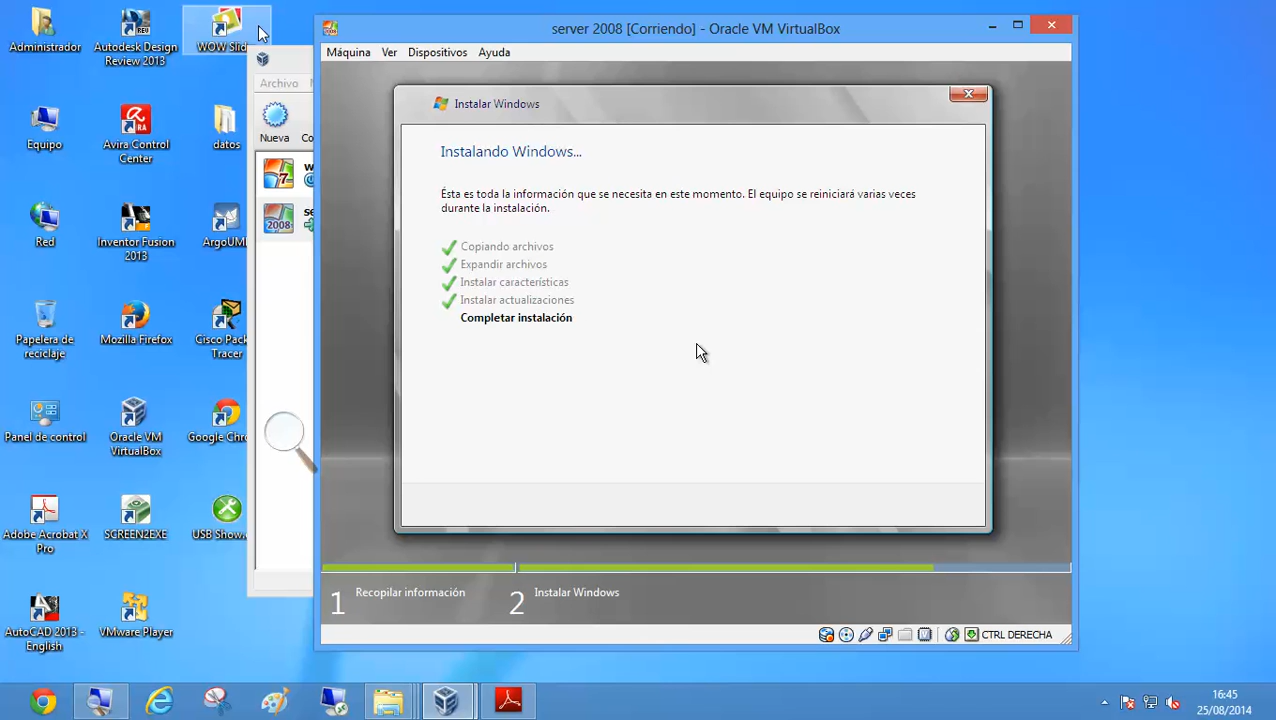 Administrador
Autodesk Design
Review 2013
WOW Slid
Equipo
Avira Control
Center
datos
Red
Inventor Fusion
2013
ArgoUML
Papelera de
reciclaje
Mozilla Firefox
Cisco Pack
Tracer
Panel de control
Oracle VM
VirtualBox
Google Chro
Adobe Acrobat X
Pro
SCREEN2EXE
USB Show...
AutoCAD 2013 -
English
VMware Player
Archivo
Nueva
Co
w
se
2008
server 2008 [Corriendo] - Oracle VM VirtualBox
Máquina Ver Dispositivos Ayuda
Instalar Windows
Instalando Windows...
Ésta es toda la información que se necesita en este momento. El equipo se reiniciará varias veces
durante la instalación.
Copiando archivos
Expandir archivos
Instalar características
Instalar actualizaciones
Completar instalación
1 Recopilar información
2 Instalar Windows
CTRL DERECHA
16:45
25/08/2014